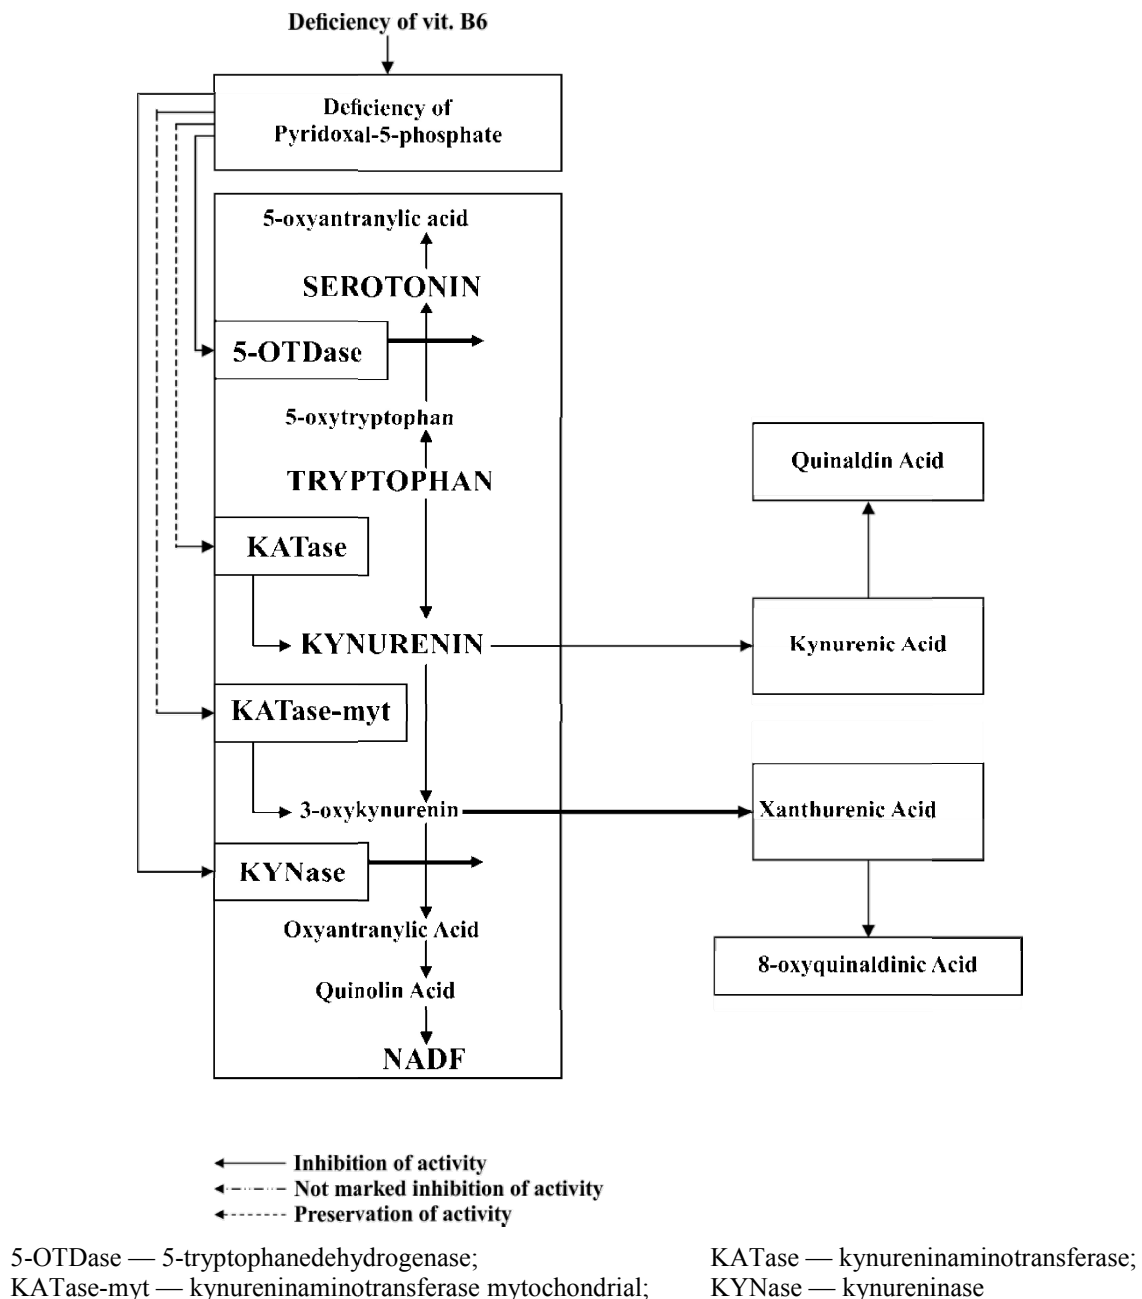 Deficiency of vit. B6
Deficiency of
Pyridoxal-5-phosphate
5-oxyantranylic acid
SEROTONIN
5-OTDase
5-oxytryptophan
TRYPTOPHAN
Quinaldin Acid
KATase
KYNURENIN
Kynurenic Acid
KATase-myt
3-oxykynurenin
Xanthurenic Acid
KYNase
Oxyantranylic Acid
8-oxyquinaldinic Acid
Quinolin Acid
NADF
Inhibition of activity
Not marked inhibition of activity
Preservation of activity
5-OTDase — 5-tryptophanedehydrogenase; KATase — kynureninaminotransferase;
KATase-myt — kynureninaminotransferase mytochondrial; KYNase — kynureninase